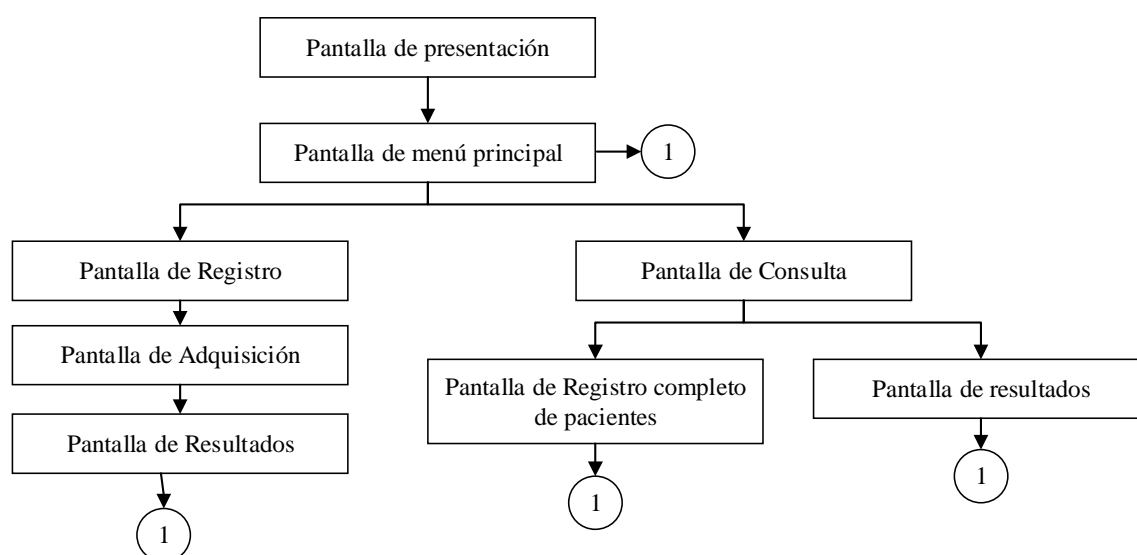 Pantalla de presentación
Pantalla de menú principal
1
Pantalla de Registro
Pantalla de Consulta
Pantalla de Adquisición
Pantalla de Registro completo
de pacientes
Pantalla de resultados
Pantalla de Resultados
1
1
1